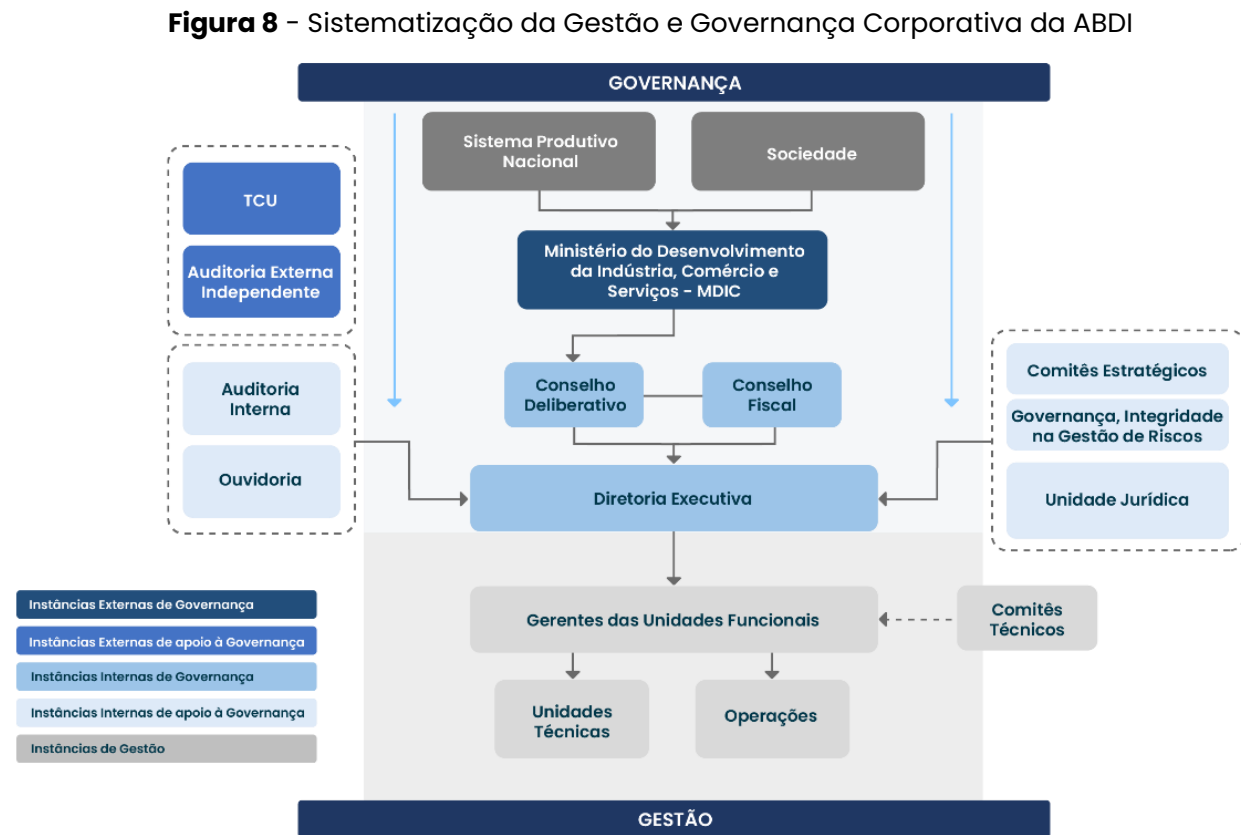 Figura 8 - Sistematização da Gestão e Governança Corporativa da ABDI
GOVERNANÇA
Sistema Produtivo
Nacional
Sociedade
TCU
Auditoria Externa
Independente
Ministério do Desenvolvimento
da Indústria, Comércio e
Serviços - MDIC
Auditoria
Interna
Ouvidoria
Conselho
Deliberativo
Conselho
Fiscal
Comitês Estratégicos
Governança, Integridade
na Gestão de Riscos
Unidade Jurídica
Diretoria Executiva
Gerentes das Unidades Funcionais
Comitês
Técnicos
Unidades
Técnicas
Operações
Instâncias Externas de Governança
Instâncias Externas de apoio à Governança
Instâncias Internas de Governança
Instâncias Internas de apoio à Governança
Instâncias de Gestão
GESTÃO